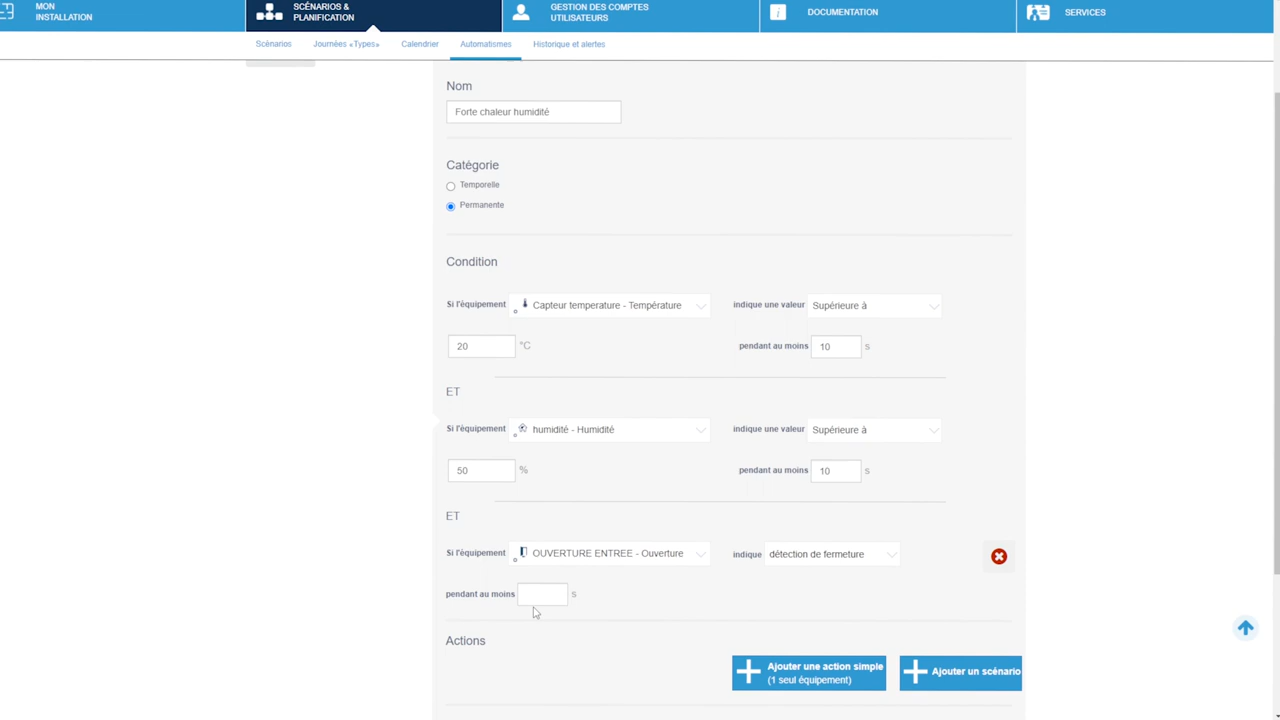 MON
INSTALLATION
SCÉNARIOS &
PLANIFICATION
GESTION DES COMPTES
UTILISATEURS
DOCUMENTATION
SERVICES
Scénarios
Journées «Types»
Calendrier
Automatismes
Historique et alertes
Nom
Forte chaleur humidité
Catégorie
Temporelle
Permanente
Condition
Si l'équipement
Capteur temperature - Température
indique une valeur
Supérieure à
20
°C
pendant au moins
10
s
ET
Si l'équipement
humidité - Humidité
indique une valeur
Supérieure à
50
%
pendant au moins
10
s
ET
Si l'équipement
OUVERTURE ENTREE - Ouverture
indique
détection de fermeture
pendant au moins
s
Actions
Ajouter une action simple
(1 seul équipement)
Ajouter un scénario